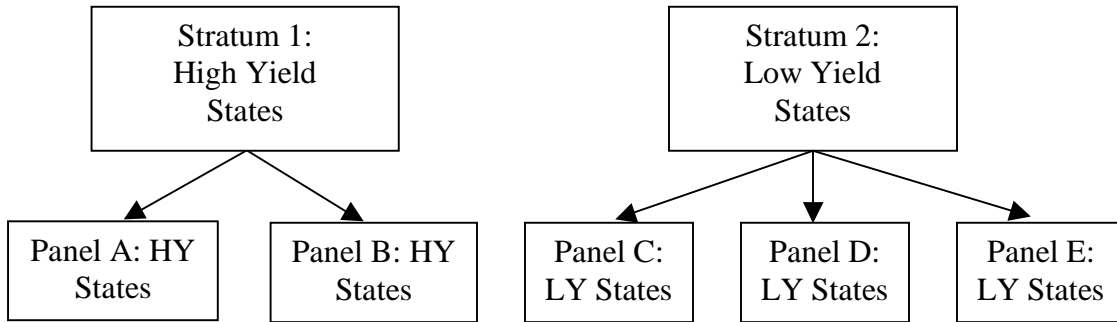 Stratum 1:
High Yield
States
Stratum 2:
Low Yield
States
Panel A: HY
States
Panel B: HY
States
Panel C:
LY States
Panel D:
LY States
Panel E:
LY States